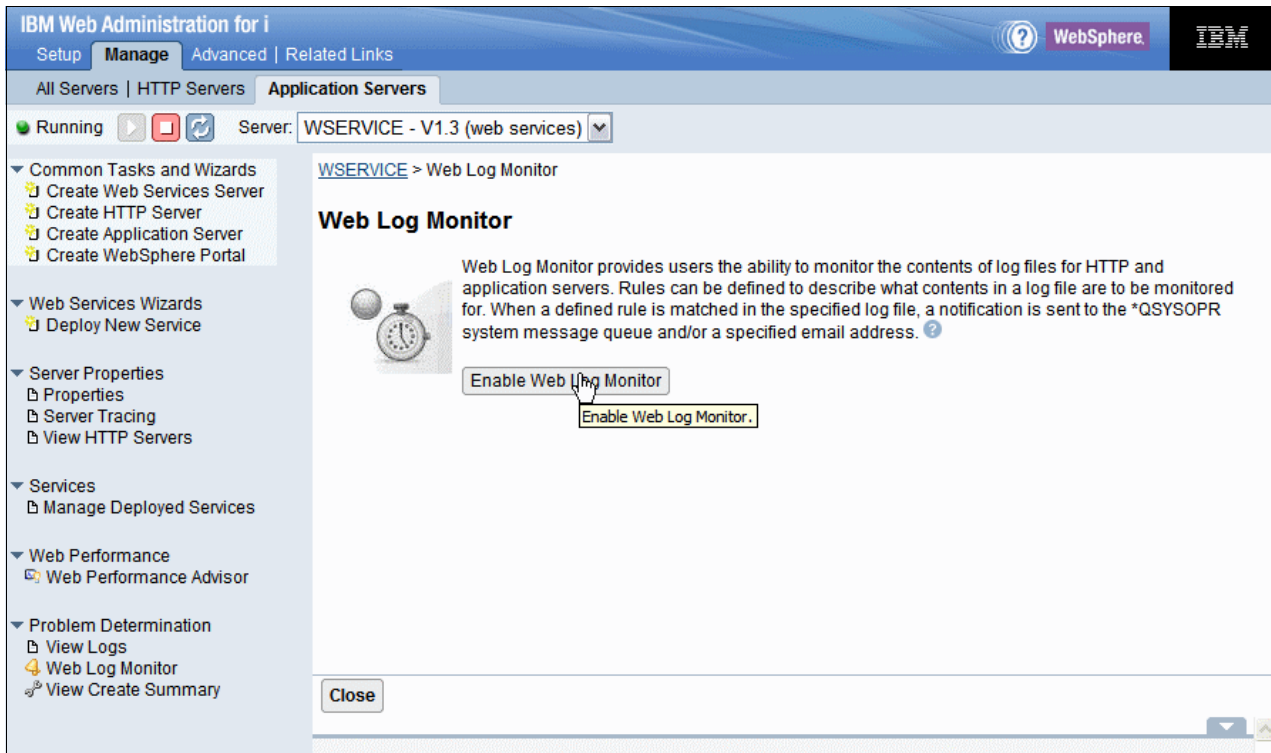 IBM Web Administration for i
Setup Manage Advanced | Related Links
WebSphere.
IBM
All Servers | HTTP Servers Application Servers
Running Server: WSERVICE - V1.3 (web services)
Common Tasks and Wizards
Create Web Services Server
Create HTTP Server
Create Application Server
Create WebSphere Portal
Web Services Wizards
Deploy New Service
Server Properties
Properties
Server Tracing
View HTTP Servers
Services
Manage Deployed Services
Web Performance
Web Performance Advisor
Problem Determination
View Logs
Web Log Monitor
View Create Summary
WSERVICE > Web Log Monitor
Web Log Monitor
Web Log Monitor provides users the ability to monitor the contents of log files for HTTP and
application servers. Rules can be defined to describe what contents in a log file are to be monitored
for. When a defined rule is matched in the specified log file, a notification is sent to the *QSYSOPR
system message queue and/or a specified email address. ?
Enable Web Log Monitor
Enable Web Log Monitor.
Close